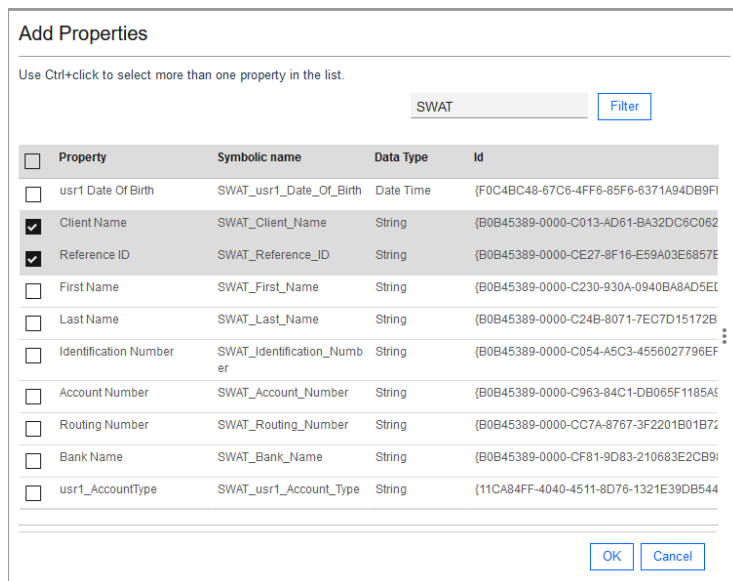 Add Properties
Use Ctrl+click to select more than one property in the list.
SWAT Filter
Property Symbolic name Data Type Id
usr1 Date Of Birth SWAT_usr1_Date_Of_Birth Date Time {F0C4BC48-67C6-4FF6-85F6-6371A94DB9FI
Client Name SWAT_Client_Name String {B0B45389-0000-C013-AD61-BA32DC6C062
Reference ID SWAT_Reference_ID String {B0B45389-0000-CE27-8F16-E59A03E6857E
First Name SWAT_First_Name String {B0B45389-0000-C230-930A-0940BA8AD5ED
Last Name SWAT_Last_Name String {B0B45389-0000-C24B-8071-7EC7D15172B
Identification Number SWAT_Identification_Numb String {B0B45389-0000-C054-A5C3-4556027796EF
er
Account Number SWAT_Account_Number String {B0B45389-0000-C963-84C1-DB065F1185A9
Routing Number SWAT_Routing_Number String {B0B45389-0000-CC7A-8767-3F2201B01B72
Bank Name SWAT_Bank_Name String {B0B45389-0000-CF81-9D83-210683E2CB98
usr1_AccountType SWAT_usr1_Account_Type String {11CA84FF-4040-4511-8D76-1321E39DB544
OK Cancel